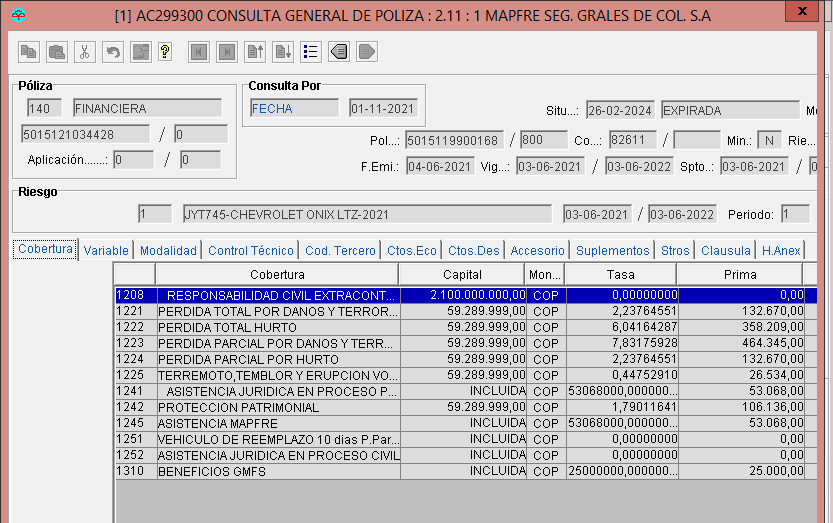 [1] AC299300 CONSULTA GENERAL DE POLIZA : 2.11 : 1 MAPFRE SEG. GRALES DE COL. S.A x
?
Póliza Consulta Por
140 FINANCIERA FECHA 01-11-2021 Situ...: 26-02-2024 EXPIRADA
5015121034428 / 0 Pol...: 5015119900168 / 800 Co...: 82611 / Min.: N Rie...
Aplicación.......: 0 / 0 F.Emi.: 04-06-2021 Vig...: 03-06-2021 / 03-06-2022 Spto..: 03-06-2021 /
Riesgo
1 JYT745-CHEVROLET ONIX LTZ-2021 03-06-2021 / 03-06-2022 Periodo: 1
Cobertura Variable Modalidad Control Técnico Cod. Tercero Ctos.Eco Ctos.Des Accesorio Suplementos Stros Clausula H.Anex
Cobertura Capital Mon... Tasa Prima
1208 RESPONSABILIDAD CIVIL EXTRACONT... 2.100.000.000,00 COP 0,00000000 0,00
1221 PERDIDA TOTAL POR DANOS Y TERROR... 59.289.999,00 COP 2,23764551 132.670,00
1222 PERDIDA TOTAL HURTO 59.289.999,00 COP 6,04164287 358.209,00
1223 PERDIDA PARCIAL POR DANOS Y TERR... 59.289.999,00 COP 7,83175928 464.345,00
1224 PERDIDA PARCIAL POR HURTO 59.289.999,00 COP 2,23764551 132.670,00
1225 TERREMOTO,TEMBLOR Y ERUPCION VO... 59.289.999,00 COP 0,44752910 26.534,00
1241 ASISTENCIA JURIDICA EN PROCESO P... INCLUIDA COP 53068000,000000... 53.068,00
1242 PROTECCION PATRIMONIAL 59.289.999,00 COP 1,79011641 106.136,00
1245 ASISTENCIA MAPFRE INCLUIDA COP 53068000,000000... 53.068,00
1251 VEHICULO DE REEMPLAZO 10 dias P.Par... INCLUIDA COP 0,00000000 0,00
1252 ASISTENCIA JURIDICA EN PROCESO CIVIL INCLUIDA COP 0,00000000 0,00
1310 BENEFICIOS GMFS INCLUIDA COP 25000000,000000... 25.000,00